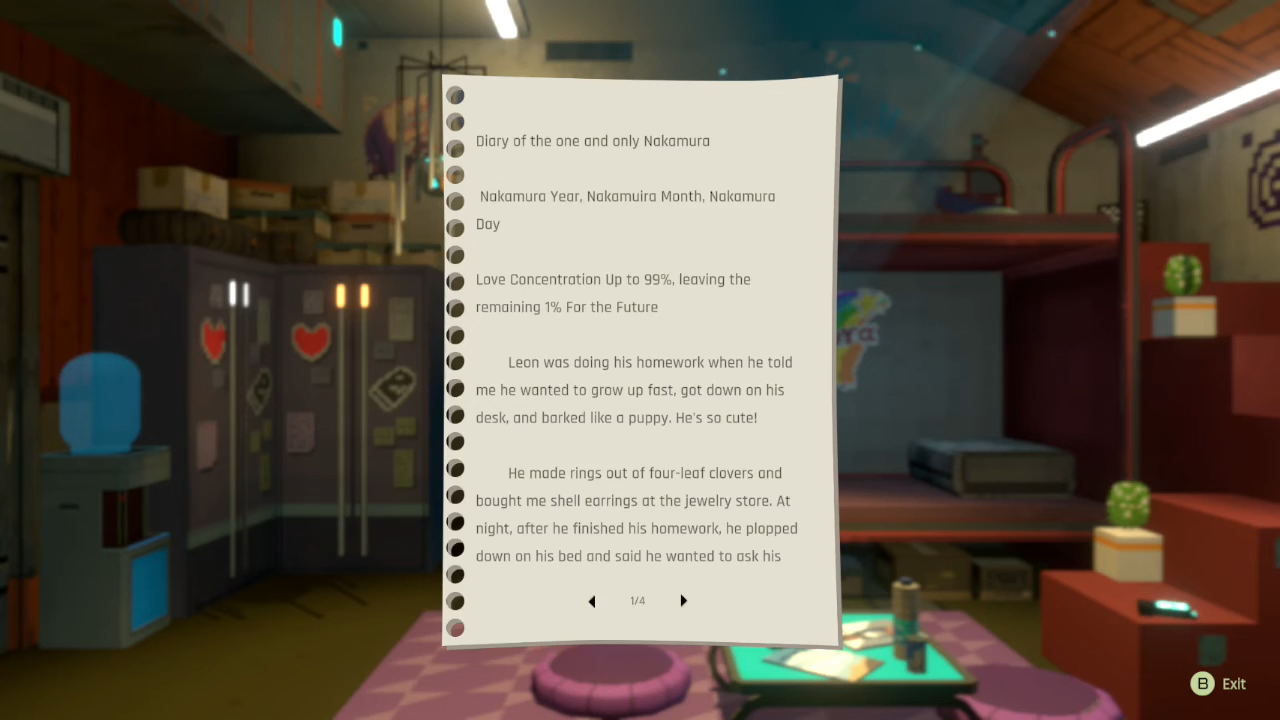 Diary of the one and only Nakamura
Nakamura Year, Nakamuira Month, Nakamura
Day
Love Concentration Up to 99%, leaving the
remaining 1% For the Future
Leon was doing his homework when he told
me he wanted to grow up fast, got down on his
desk, and barked like a puppy. He's so cute!
He made rings out of four-leaf clovers and
bought me shell earrings at the jewelry store. At
night, after he finished his homework, he plopped
down on his bed and said he wanted to ask his
1/4
B Exit